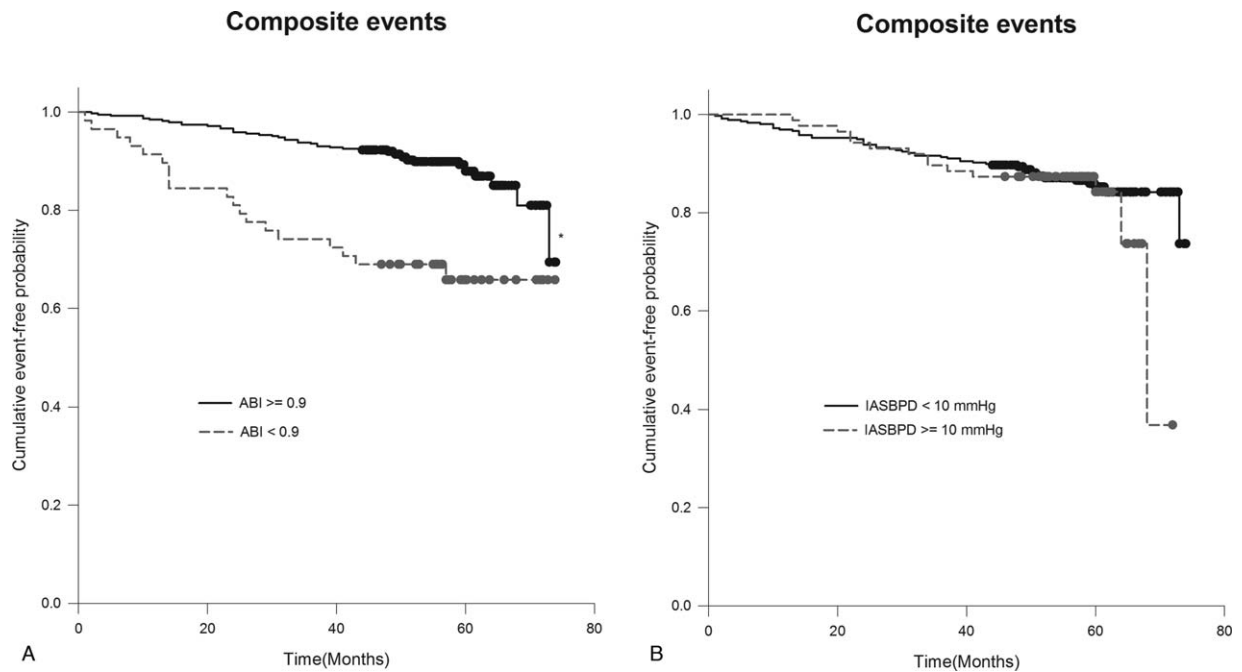 Composite events
Cumulative event-free probability
1.0
0.8
0.6
0.4
0.2
0.0
*
ABI >= 0.9
ABI < 0.9
0
20
40
60
80
Time(Months)
A
Composite events
Cumulative event-free probability
1.0
0.8
0.6
0.4
0.2
0.0
IASBPD < 10 mmHg
IASBPD >= 10 mmHg
0
20
40
60
80
Time(Months)
B